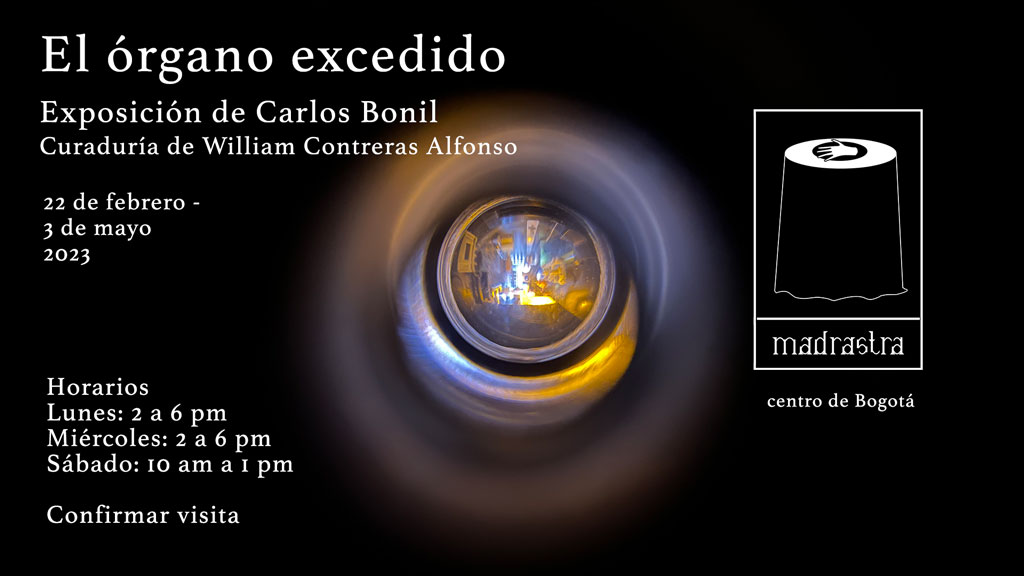 El órgano excedido
Exposición de Carlos Bonil
Curaduría de William Contreras Alfonso
22 de febrero -
3 de mayo
2023
Horarios
Lunes: 2 a 6 pm
Miércoles: 2 a 6 pm
Sábado: 10 am a 1 pm
Confirmar visita
madrastra
centro de Bogotá